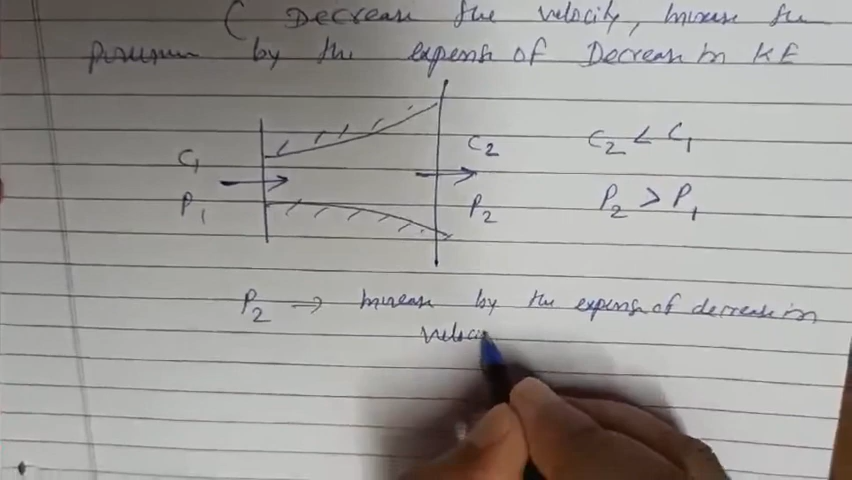 ( Decrease the velocity, Increase the
pressure by the expense of Decrease in KE
C₁ C₂ C₂ < C₁
P₁ P₂ P₂ > P₁
P₂ → Increase by the expense of decrease in
veloci